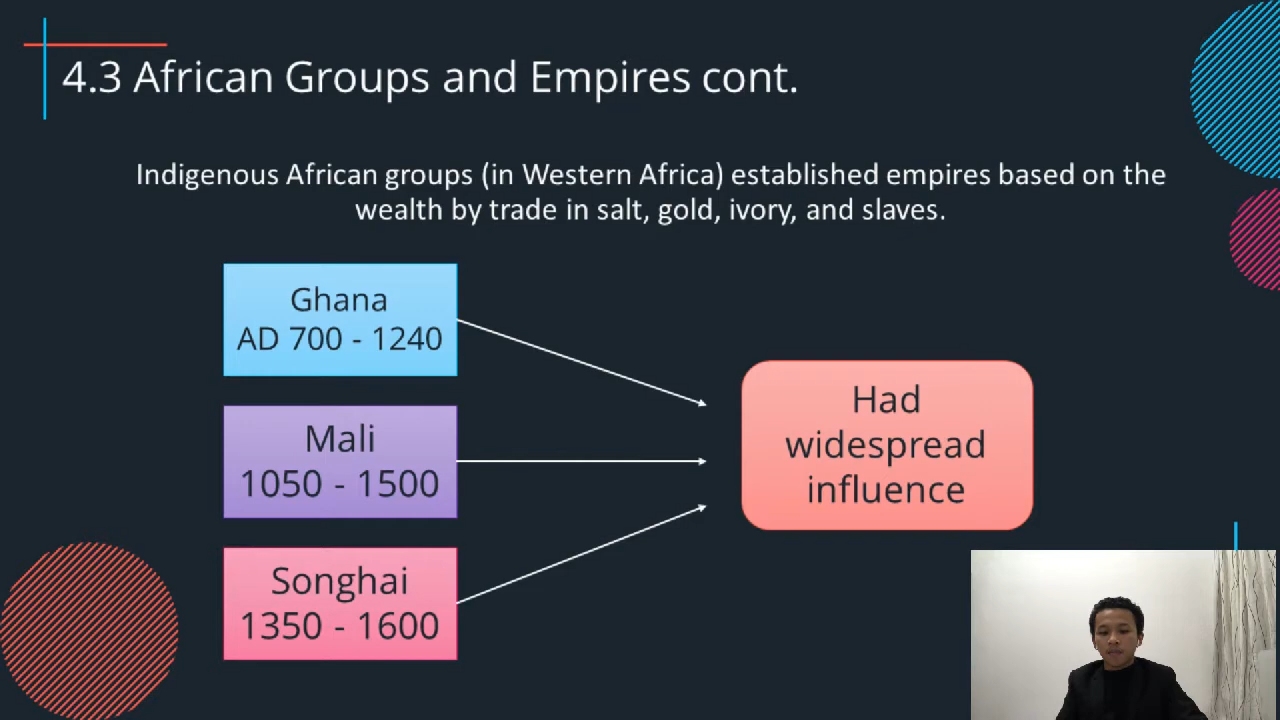 4.3 African Groups and Empires cont.
Indigenous African groups (in Western Africa) established empires based on the
wealth by trade in salt, gold, ivory, and slaves.
Ghana
AD 700 - 1240
Mali
1050 - 1500
Songhai
1350 - 1600
Had
widespread
influence